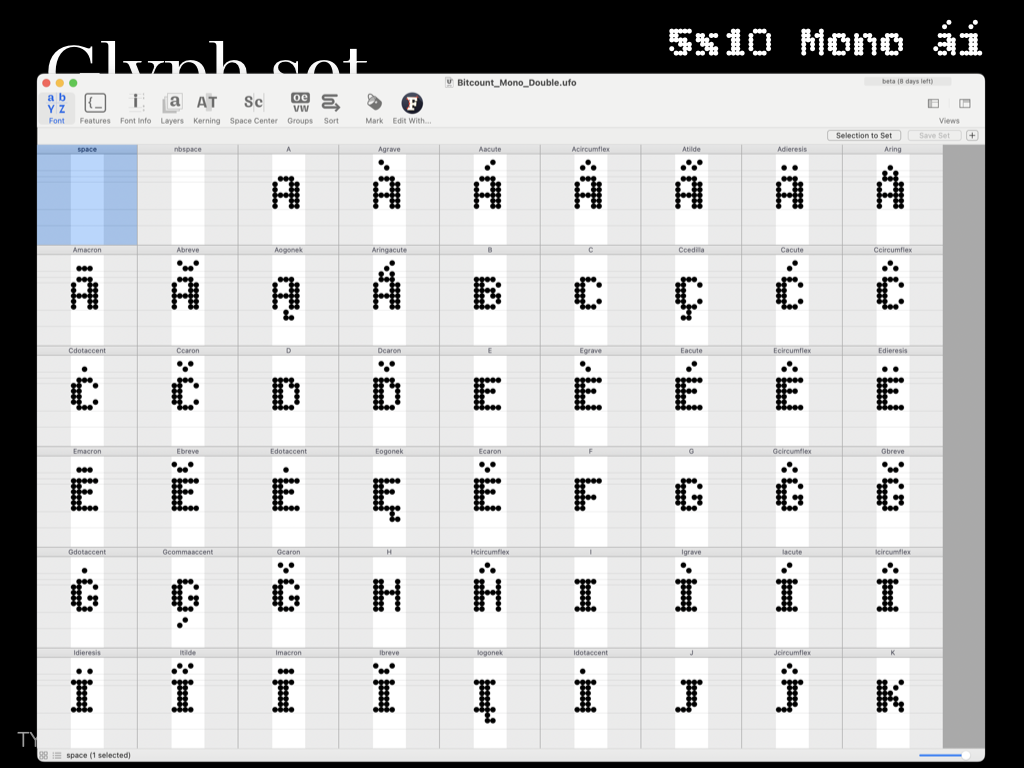 Glyph set
5x10 Mono áí
Bitcount_Mono_Double.ufo
beta (8 days left)
Font Features Font Info Layers Kerning Space Center Groups Sort Mark Edit With... Views
Selection to Set Save Set +
space nbspace A Agrave Aacute Acircumflex Atilde Adieresis Aring
A À Á Â Ã Ä Å
Amacron Abreve Aogonek Aringacute B C Ccedilla Cacute Ccircumflex
Ā Ă Ą Ǻ B C Ç Ć Ĉ
Cdotaccent Ccaron D Dcaron E Egrave Eacute Ecircumflex Edieresis
Ċ Č D Ď E È É Ê Ë
Emacron Ebreve Edotaccent Eogonek Ecaron F G Gcircumflex Gbreve
Ē Ĕ Ė Ę Ě F G Ĝ Ğ
Gdotaccent Gcommaaccent Gcaron H Hcircumflex I Igrave Iacute Icircumflex
Ġ Ģ Ǧ H Ĥ I Ì Í Î
Idieresis Itilde Imacron Ibreve Iogonek Idotaccent J Jcircumflex K
Ï Ĩ Ī Ĭ Į İ J Ĵ K
TY
space (1 selected)